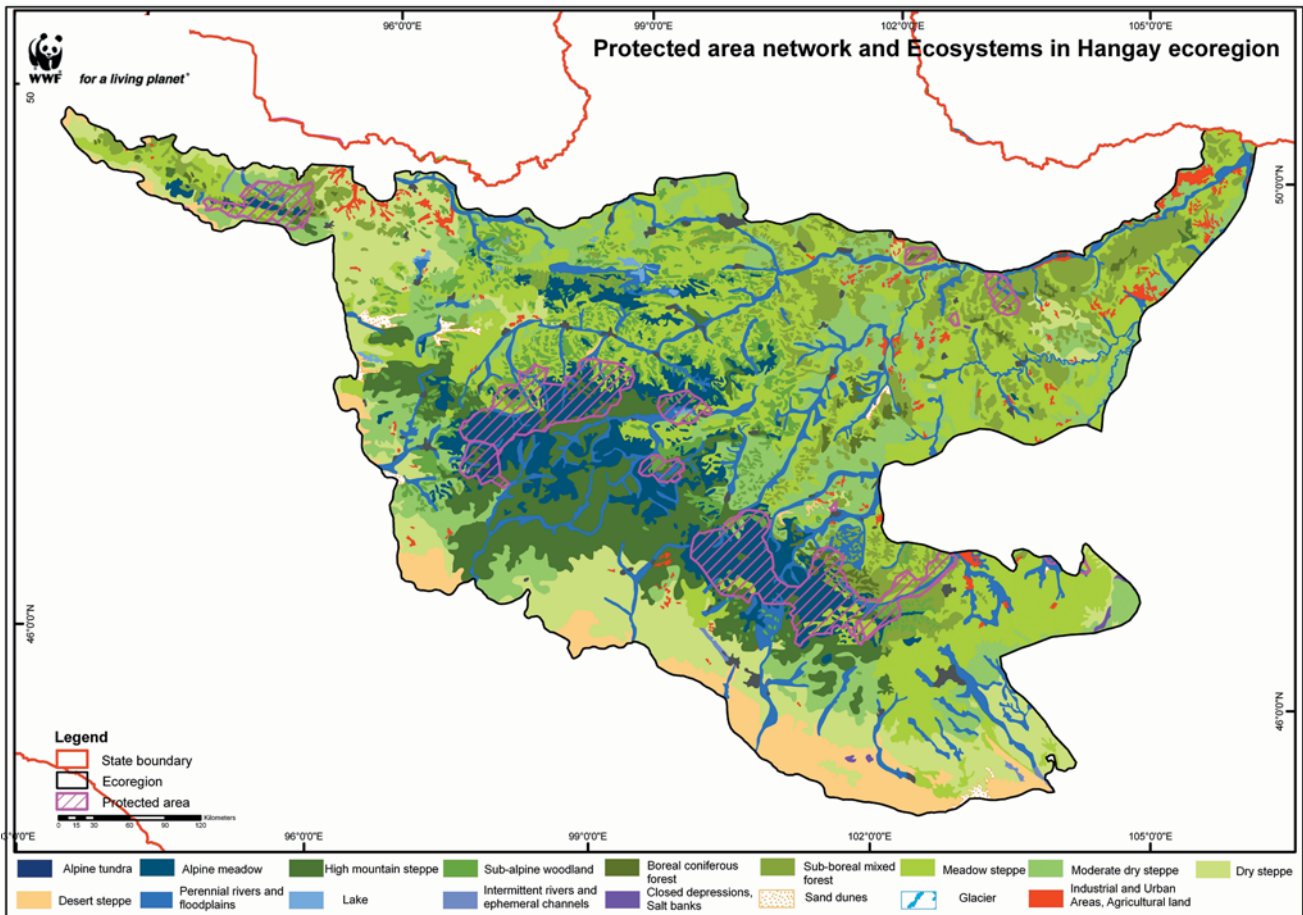 96°0'0"E 99°0'0"E 102°0'0"E 105°0'0"E
Protected area network and Ecosystems in Hangay ecoregion
WWF for a living planet®
50
50°0'0"N
46°0'0"N
46°0'0"N
Legend
State boundary
Ecoregion
Protected area
Kilometers
0 15 30 60 90 120
0'0"E 96°0'0"E 99°0'0"E 102°0'0"E 105°0'0"E
Alpine tundra
Alpine meadow
High mountain steppe
Sub-alpine woodland
Boreal coniferous
forest
Sub-boreal mixed
forest
Meadow steppe
Moderate dry steppe
Dry steppe
Desert steppe
Perennial rivers and
floodplains
Lake
Intermittent rivers and
ephemeral channels
Closed depressions,
Salt banks
Sand dunes
Glacier
Industrial and Urban
Areas, Agricultural land